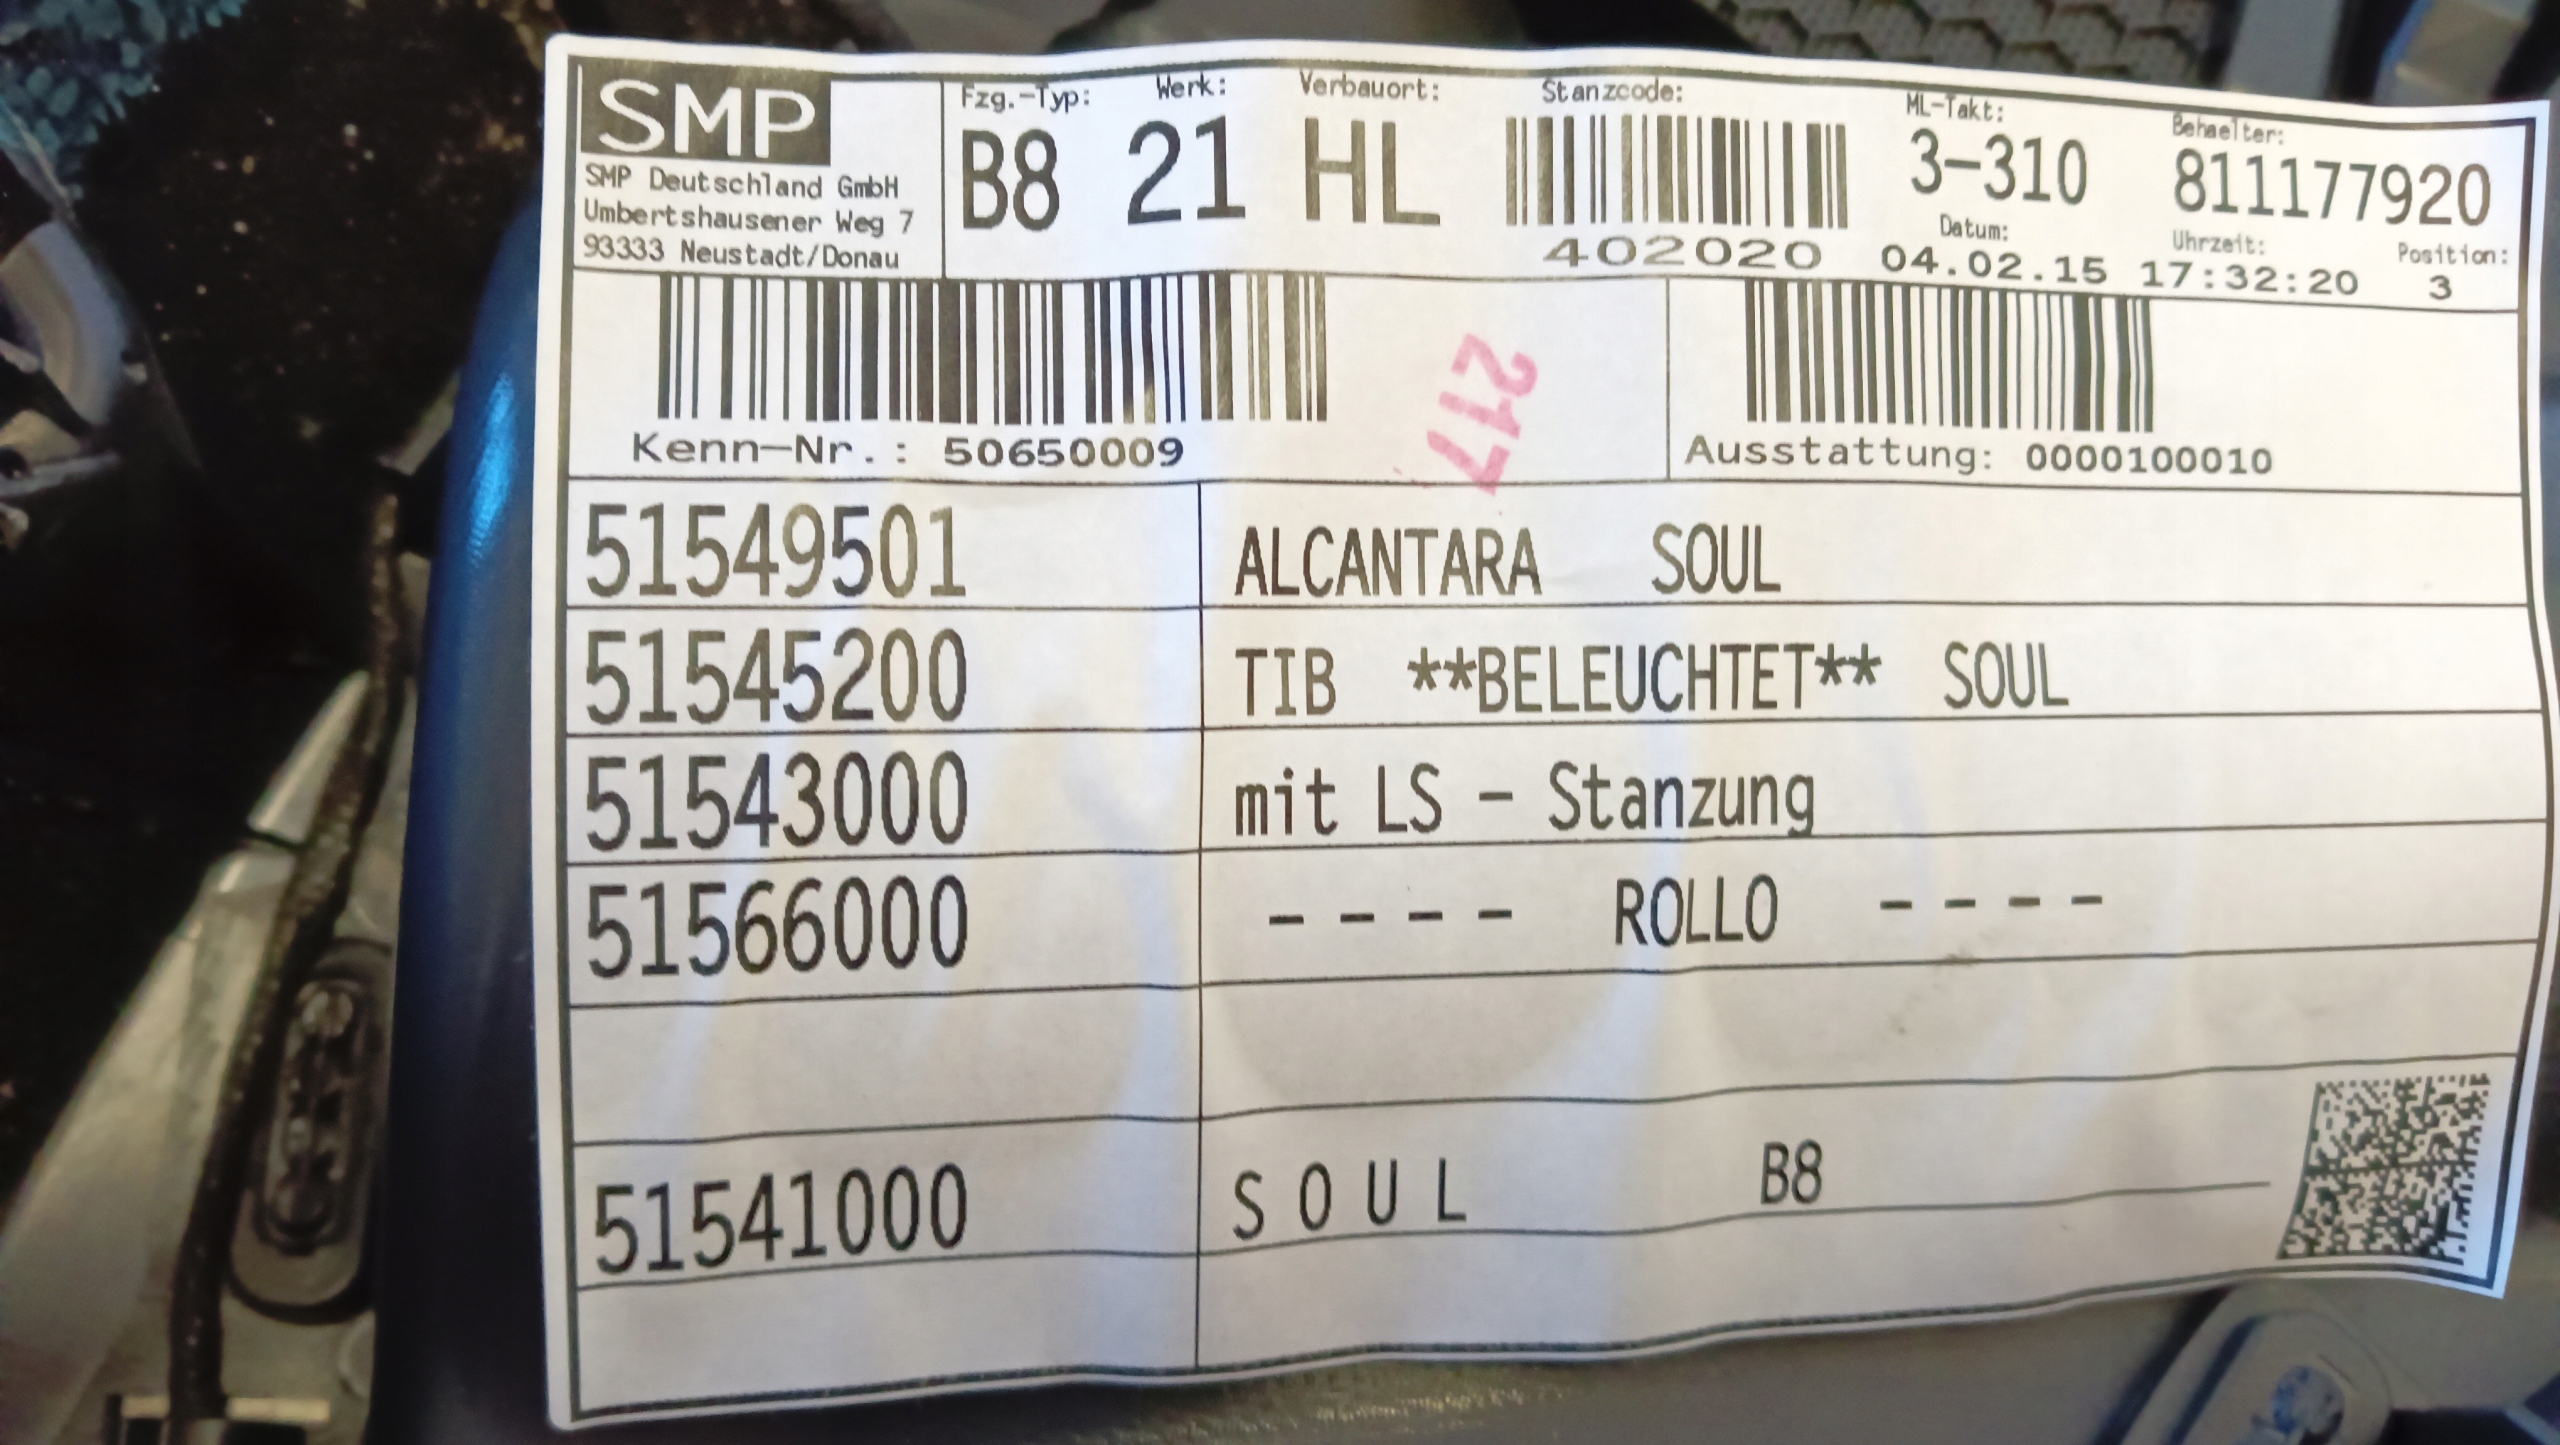 SMP
SMP Deutschland GmbH
Umbertshausener Weg 7
93333 Neustadt/Donau
Fzg.-Typ: Werk: Verbauort: Stanzcode: ML-Takt: Behaelter:
B8 21 HL 3-310 811177920
402020
Datum: Uhrzeit: Position:
04.02.15 17:32:20 3
Kenn-Nr.: 50650009
217
Ausstattung: 0000100010
51549501 ALCANTARA SOUL
51545200 TIB **BELEUCHTET** SOUL
51543000 mit LS - Stanzung
51566000 - - - - ROLLO - - - -
51541000 S O U L B8